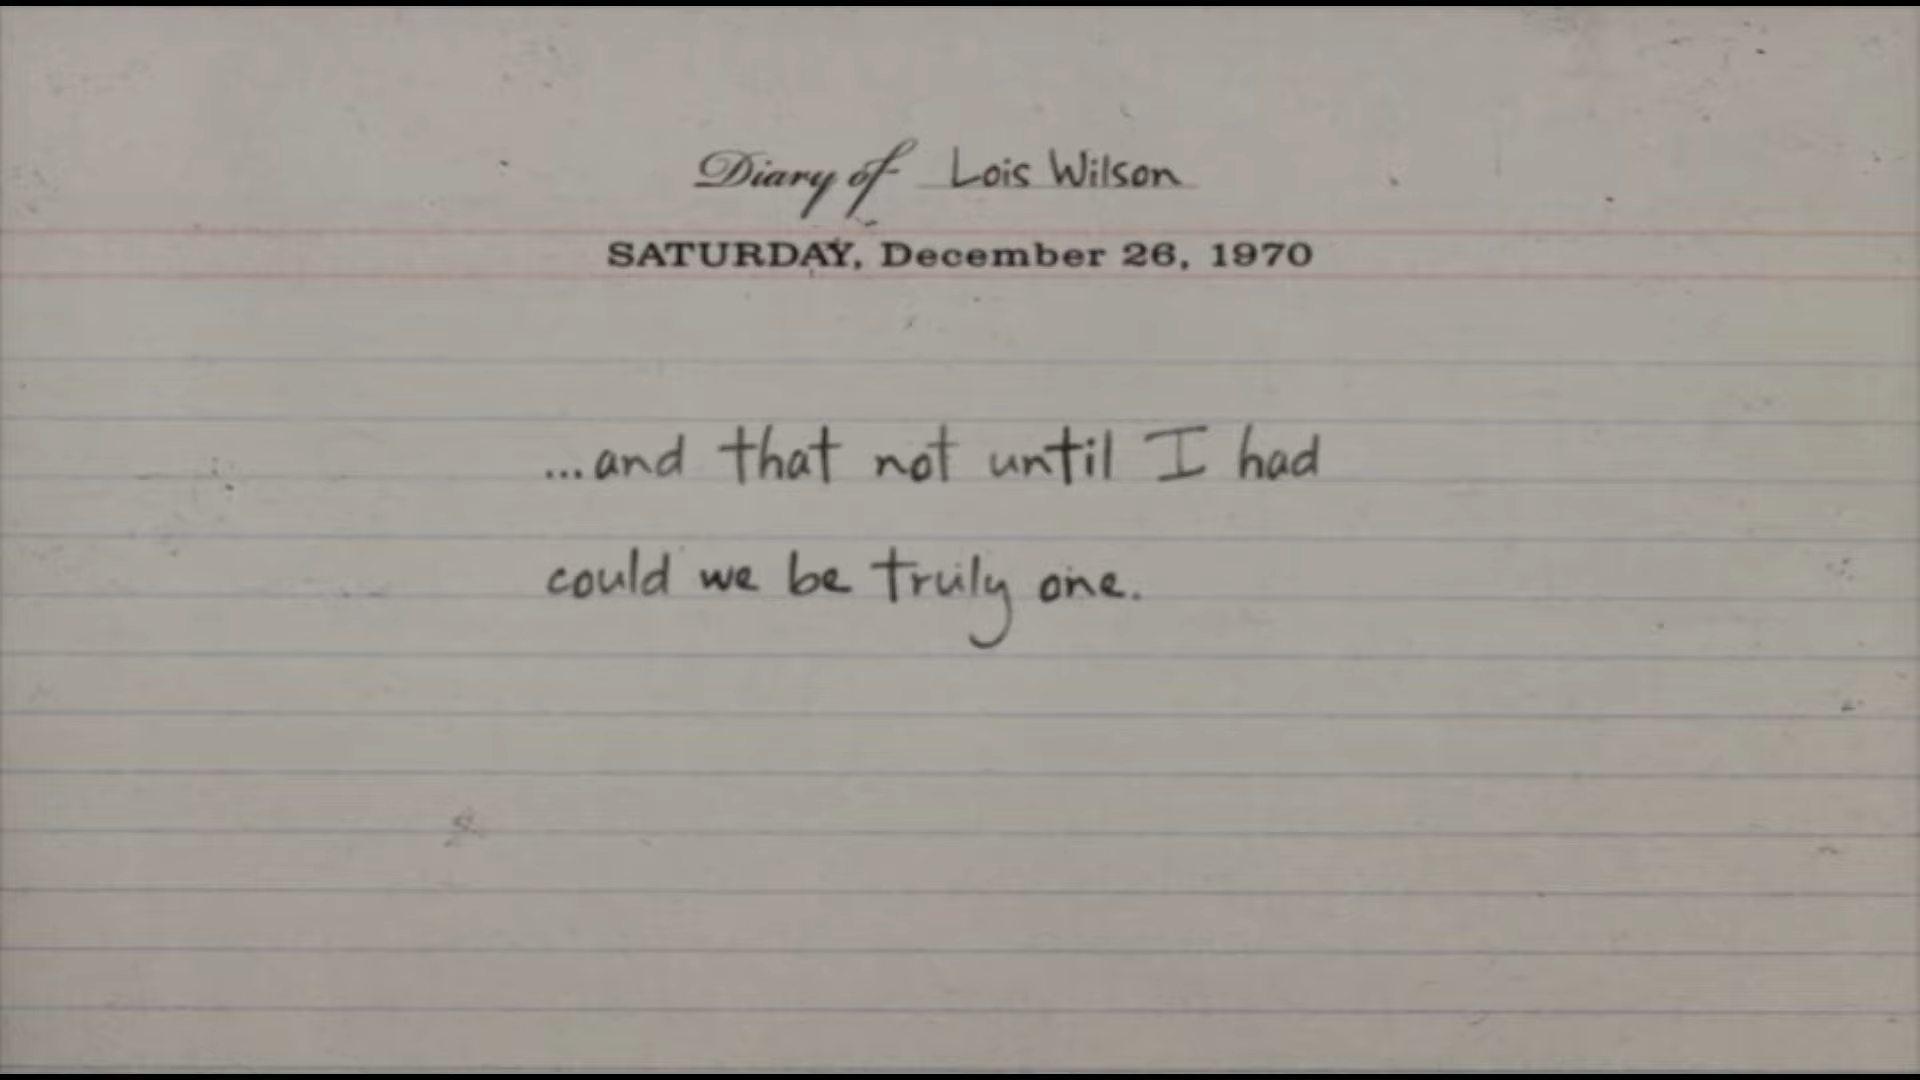 Diary of Lois Wilson
SATURDAY, December 26, 1970
...and that not until I had
could we be truly one.